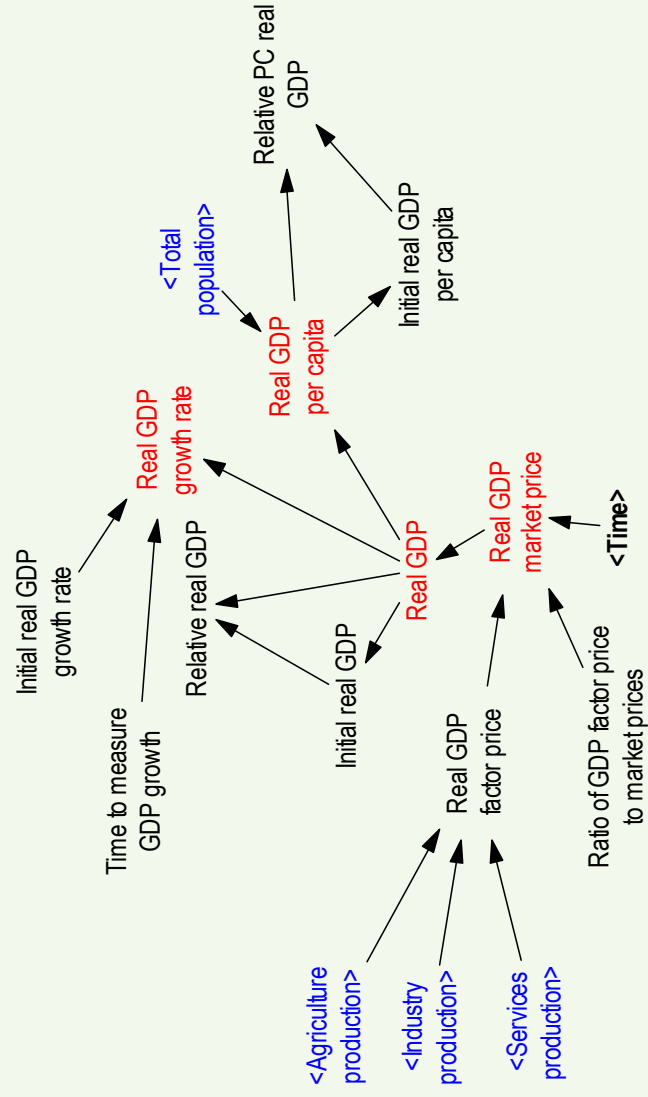 Initial real GDP
growth rate
Time to measure
GDP growth
Real GDP
growth rate
Relative real GDP
<Total
population>
Relative PC real
GDP
Initial real GDP
Real GDP
per capita
Initial real GDP
per capita
Real GDP
<Agriculture
production>
<Industry
production>
<Services
production>
Real GDP
factor price
Real GDP
market price
Ratio of GDP factor price
to market prices
<Time>